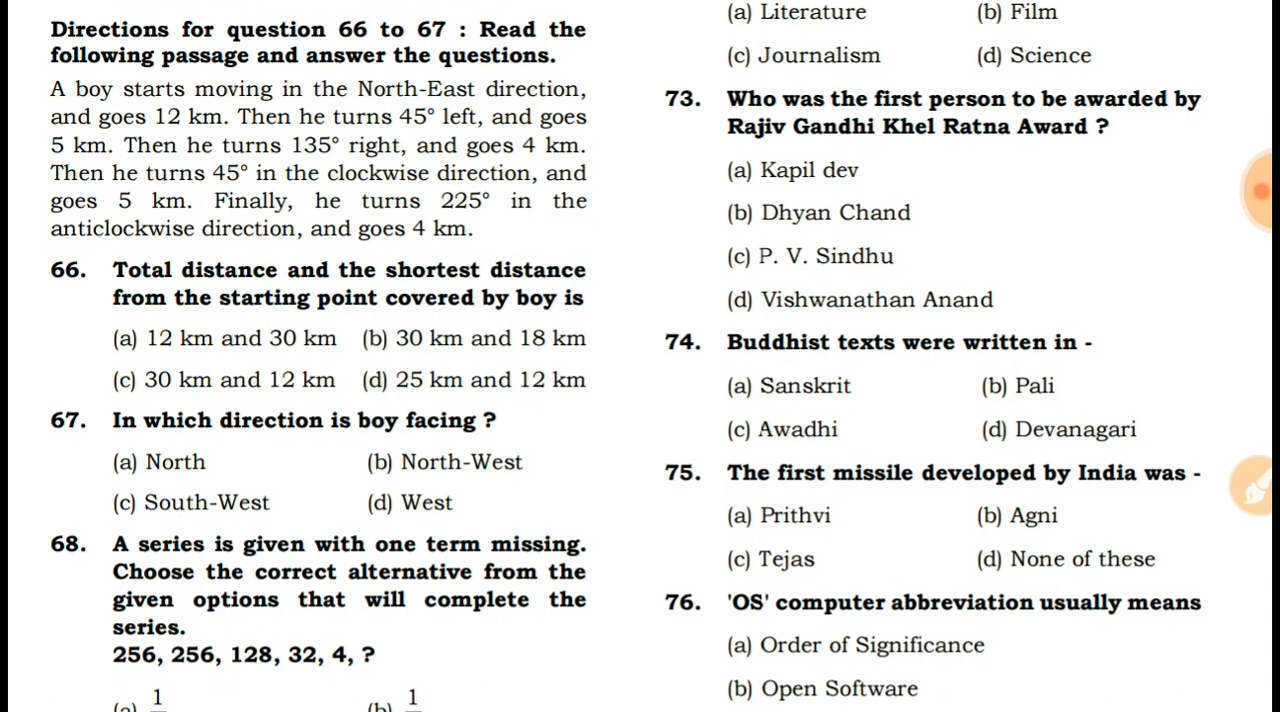 Directions for question 66 to 67 : Read the
following passage and answer the questions.
A boy starts moving in the North-East direction,
and goes 12 km. Then he turns 45° left, and goes
5 km. Then he turns 135° right, and goes 4 km.
Then he turns 45° in the clockwise direction, and
goes 5 km. Finally, he turns 225° in the
anticlockwise direction, and goes 4 km.
66. Total distance and the shortest distance
from the starting point covered by boy is
(a) 12 km and 30 km (b) 30 km and 18 km
(c) 30 km and 12 km (d) 25 km and 12 km
67. In which direction is boy facing ?
(a) North (b) North-West
(c) South-West (d) West
68. A series is given with one term missing.
Choose the correct alternative from the
given options that will complete the
series.
256, 256, 128, 32, 4, ?
(a) 1 (b) 1
(a) Literature (b) Film
(c) Journalism (d) Science
73. Who was the first person to be awarded by
Rajiv Gandhi Khel Ratna Award ?
(a) Kapil dev
(b) Dhyan Chand
(c) P. V. Sindhu
(d) Vishwanathan Anand
74. Buddhist texts were written in -
(a) Sanskrit (b) Pali
(c) Awadhi (d) Devanagari
75. The first missile developed by India was -
(a) Prithvi (b) Agni
(c) Tejas (d) None of these
76. 'OS' computer abbreviation usually means
(a) Order of Significance
(b) Open Software